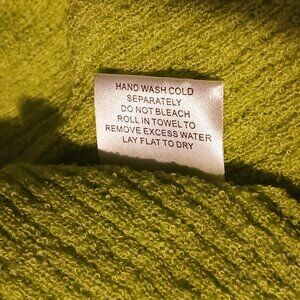 HAND WASH COLD
SEPARATELY
DO NOT BLEACH
ROLL IN TOWEL TO
REMOVE EXCESS WATER
LAY FLAT TO DRY